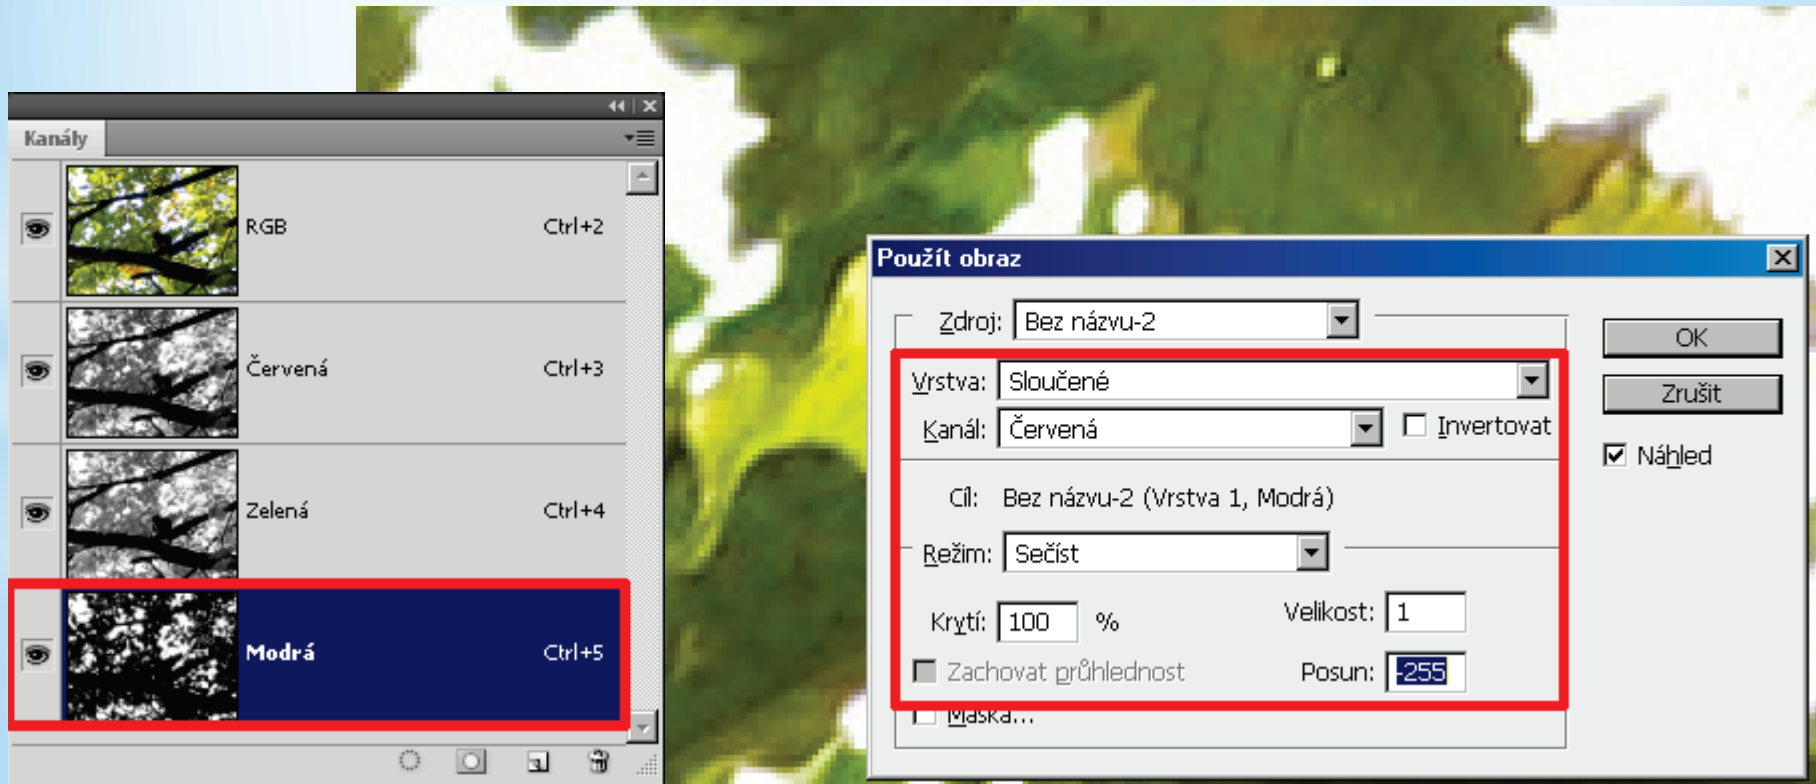 Kanály
RGB Ctrl+2
Červená Ctrl+3
Zelená Ctrl+4
Modrá Ctrl+5
Použít obraz
Zdroj: Bez názvu-2
Vrstva: Sloučené
Kanál: Červená Invertovat
Cíl: Bez názvu-2 (Vrstva 1, Modrá)
Režim: Sečíst
Krytí: 100 % Velikost: 1
Zachovat průhlednost Posun: -255
Maska...
OK
Zrušit
Náhled